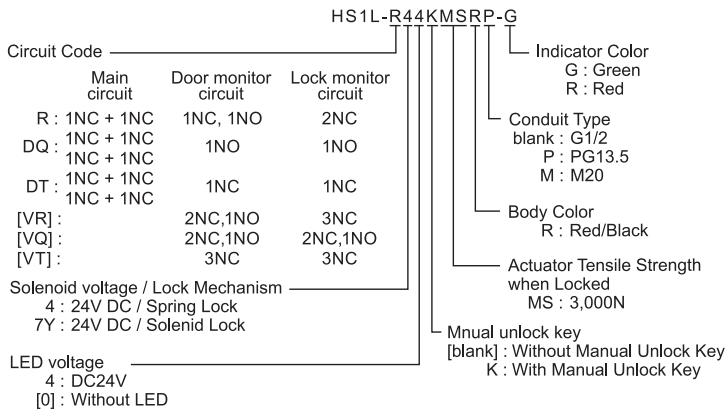 HS1L-R44KMSRP-G
Circuit Code
Main circuit Door monitor circuit Lock monitor circuit
R : 1NC + 1NC 1NC, 1NO 2NC
DQ : 1NC + 1NC 1NC + 1NC 1NO 1NO
DT : 1NC + 1NC 1NC + 1NC 1NC 1NC
[VR] : 2NC,1NO 3NC
[VQ] : 2NC,1NO 2NC,1NO
[VT] : 3NC 3NC
Solenoid voltage / Lock Mechanism
4 : 24V DC / Spring Lock
7Y : 24V DC / Solenid Lock
LED voltage
4 : DC24V
[0] : Without LED
Indicator Color
G : Green
R : Red
Conduit Type
blank : G1/2
P : PG13.5
M : M20
Body Color
R : Red/Black
Actuator Tensile Strength
when Locked
MS : 3,000N
Mnual unlock key
[blank] : Without Manual Unlock Key
K : With Manual Unlock Key